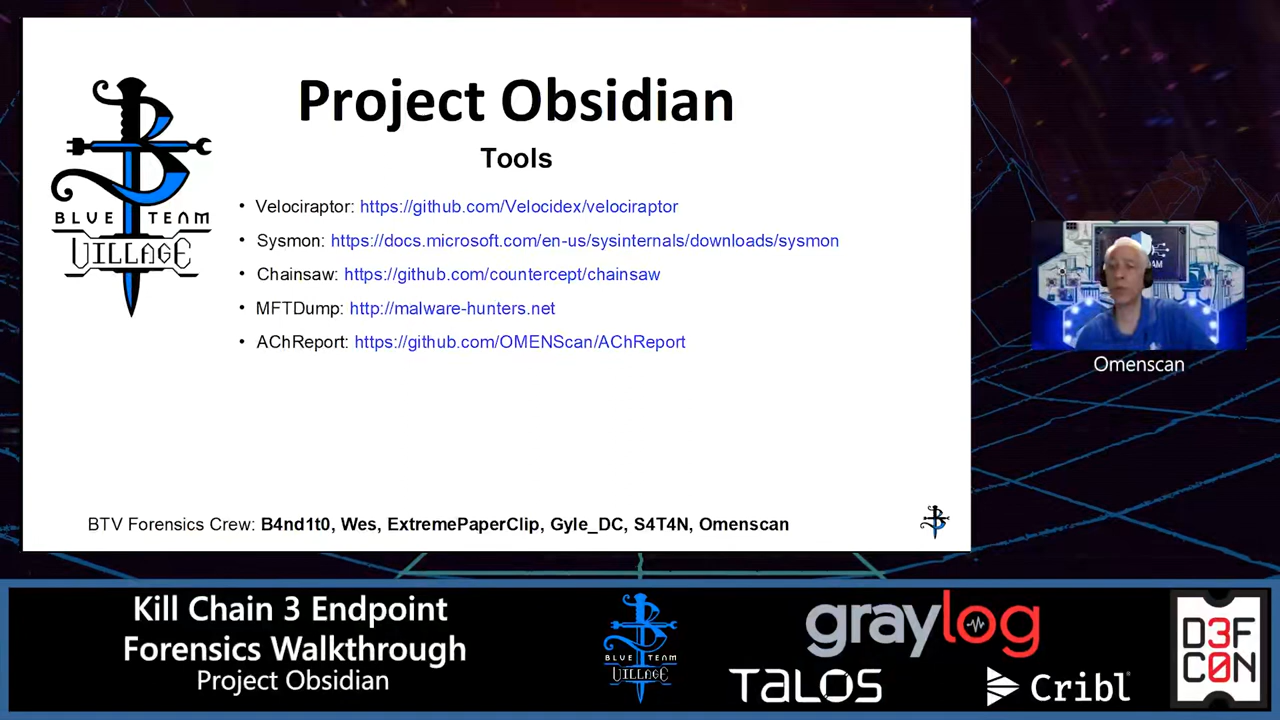 Project Obsidian
Tools
BLUE TEAM
VILLAGE
• Velociraptor: https://github.com/Velocidex/velociraptor
• Sysmon: https://docs.microsoft.com/en-us/sysinternals/downloads/sysmon
• Chainsaw: https://github.com/countercept/chainsaw
• MFTDump: http://malware-hunters.net
• AChReport: https://github.com/OMENScan/AChReport
BTV Forensics Crew: B4nd1t0, Wes, ExtremePaperClip, Gyle_DC, S4T4N, Omenscan
Omenscan
Kill Chain 3 Endpoint
Forensics Walkthrough
Project Obsidian
BLUE TEAM
VILLAGE
graylog
TALOS
Cribl
D3F
C0N